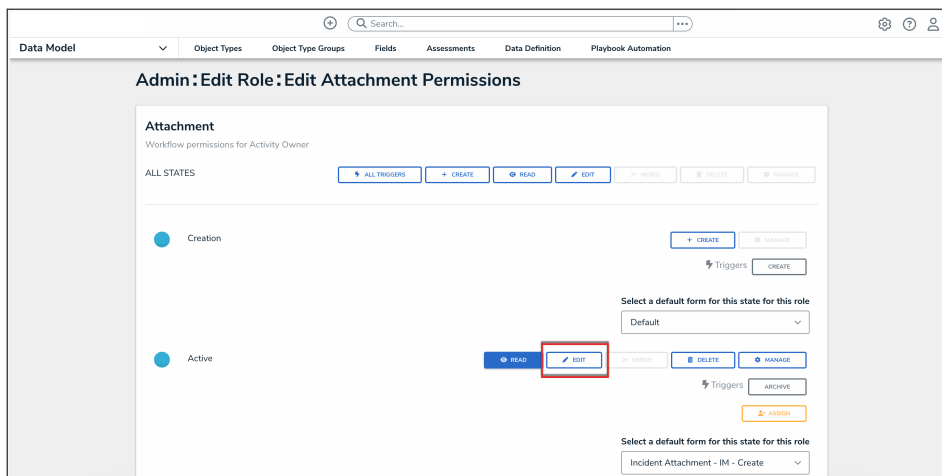 Search...
Data Model Object Types Object Type Groups Fields Assessments Data Definition Playbook Automation
Admin:Edit Role:Edit Attachment Permissions
Attachment
Workflow permissions for Activity Owner
ALL STATES ALL TRIGGERS + CREATE READ EDIT MERGE DELETE MANAGE
Creation + CREATE MANAGE
Triggers CREATE
Select a default form for this state for this role
Default
Active READ EDIT MERGE DELETE MANAGE
Triggers ARCHIVE
ASSIGN
Select a default form for this state for this role
Incident Attachment - IM - Create